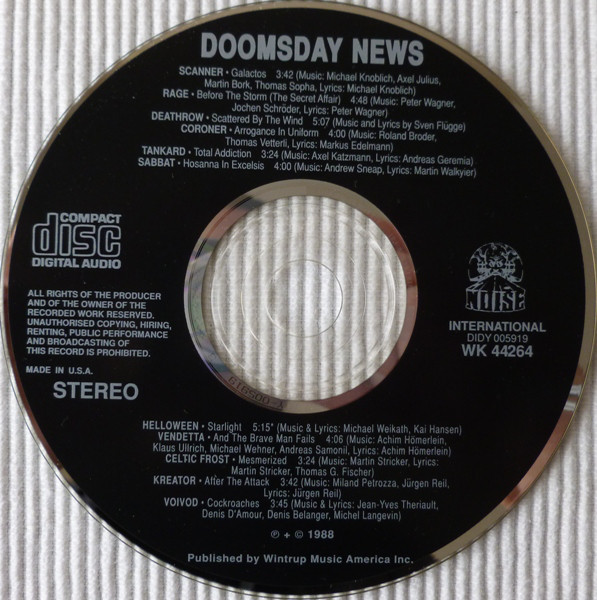 DOOMSDAY NEWS
SCANNER • Galactos 3:42 (Music: Michael Knoblich, Axel Julius,
Martin Bork, Thomas Sopha, Lyrics: Michael Knoblich)
RAGE • Before The Storm (The Secret Affair) 4:48 (Music: Peter Wagner,
Jochen Schröder, Lyrics: Peter Wagner)
DEATHROW • Scattered By The Wind 5:07 (Music and Lyrics by Sven Flügge)
CORONER • Arrogance In Uniform 4:00 (Music: Roland Broder,
Thomas Vetterli, Lyrics: Markus Edelmann)
TANKARD • Total Addiction 3:24 (Music: Axel Katzmann, Lyrics: Andreas Geremia)
SABBAT • Hosanna In Excelsis 4:00 (Music: Andrew Sneap, Lyrics: Martin Walkyier)
COMPACT
disc
DIGITAL AUDIO
ALL RIGHTS OF THE PRODUCER
AND OF THE OWNER OF THE
RECORDED WORK RESERVED.
UNAUTHORISED COPYING, HIRING,
RENTING, PUBLIC PERFORMANCE
AND BROADCASTING OF
THIS RECORD IS PROHIBITED.
MADE IN U.S.A.
STEREO
NOISE
INTERNATIONAL
DIDY 005919
WK 44264
HELLOWEEN • Starlight 5:15" (Music & Lyrics: Michael Weikath, Kai Hansen)
VENDETTA • And The Brave Man Fails 4:06 (Music: Achim Hömerlein,
Klaus Ullrich, Michael Wehner, Andreas Samonil, Lyrics: Achim Hömerlein)
CELTIC FROST • Mesmerized 3:24 (Music: Martin Stricker, Lyrics:
Martin Stricker, Thomas G. Fischer)
KREATOR • After The Attack 3:42 (Music: Miland Petrozza, Jürgen Reil,
Lyrics: Jürgen Reil)
VOIVOD • Cockroaches 3:45 (Music & Lyrics: Jean-Yves Theriault,
Denis D'Amour, Denis Belanger, Michel Langevin)
℗ + © 1988
Published by Wintrup Music America Inc.